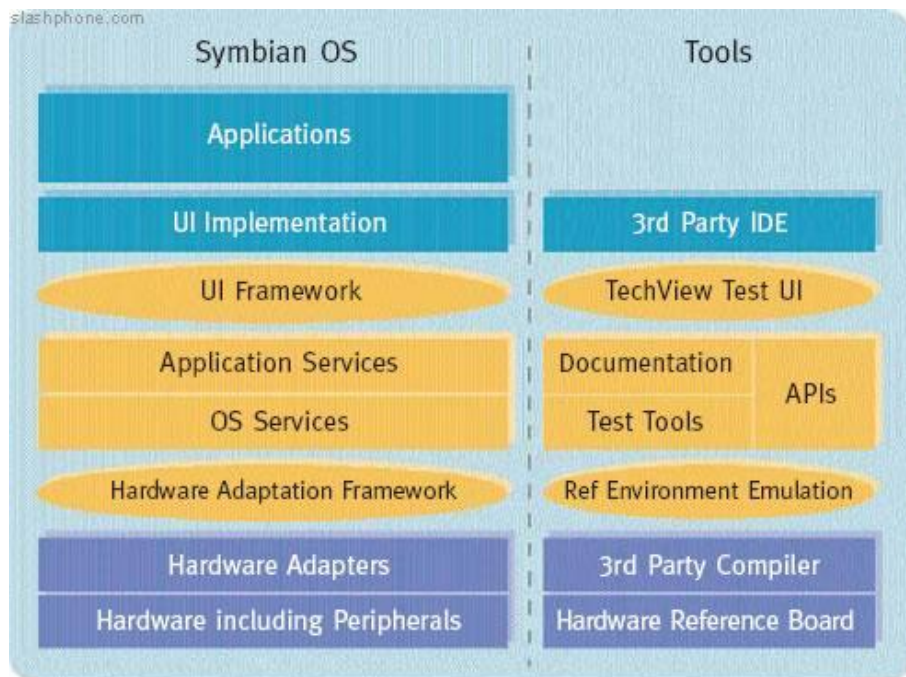 slashphone.com
Symbian OS
Tools
Applications
UI Implementation
3rd Party IDE
UI Framework
TechView Test UI
Application Services
Documentation
APIs
OS Services
Test Tools
Hardware Adaptation Framework
Ref Environment Emulation
Hardware Adapters
3rd Party Compiler
Hardware including Peripherals
Hardware Reference Board